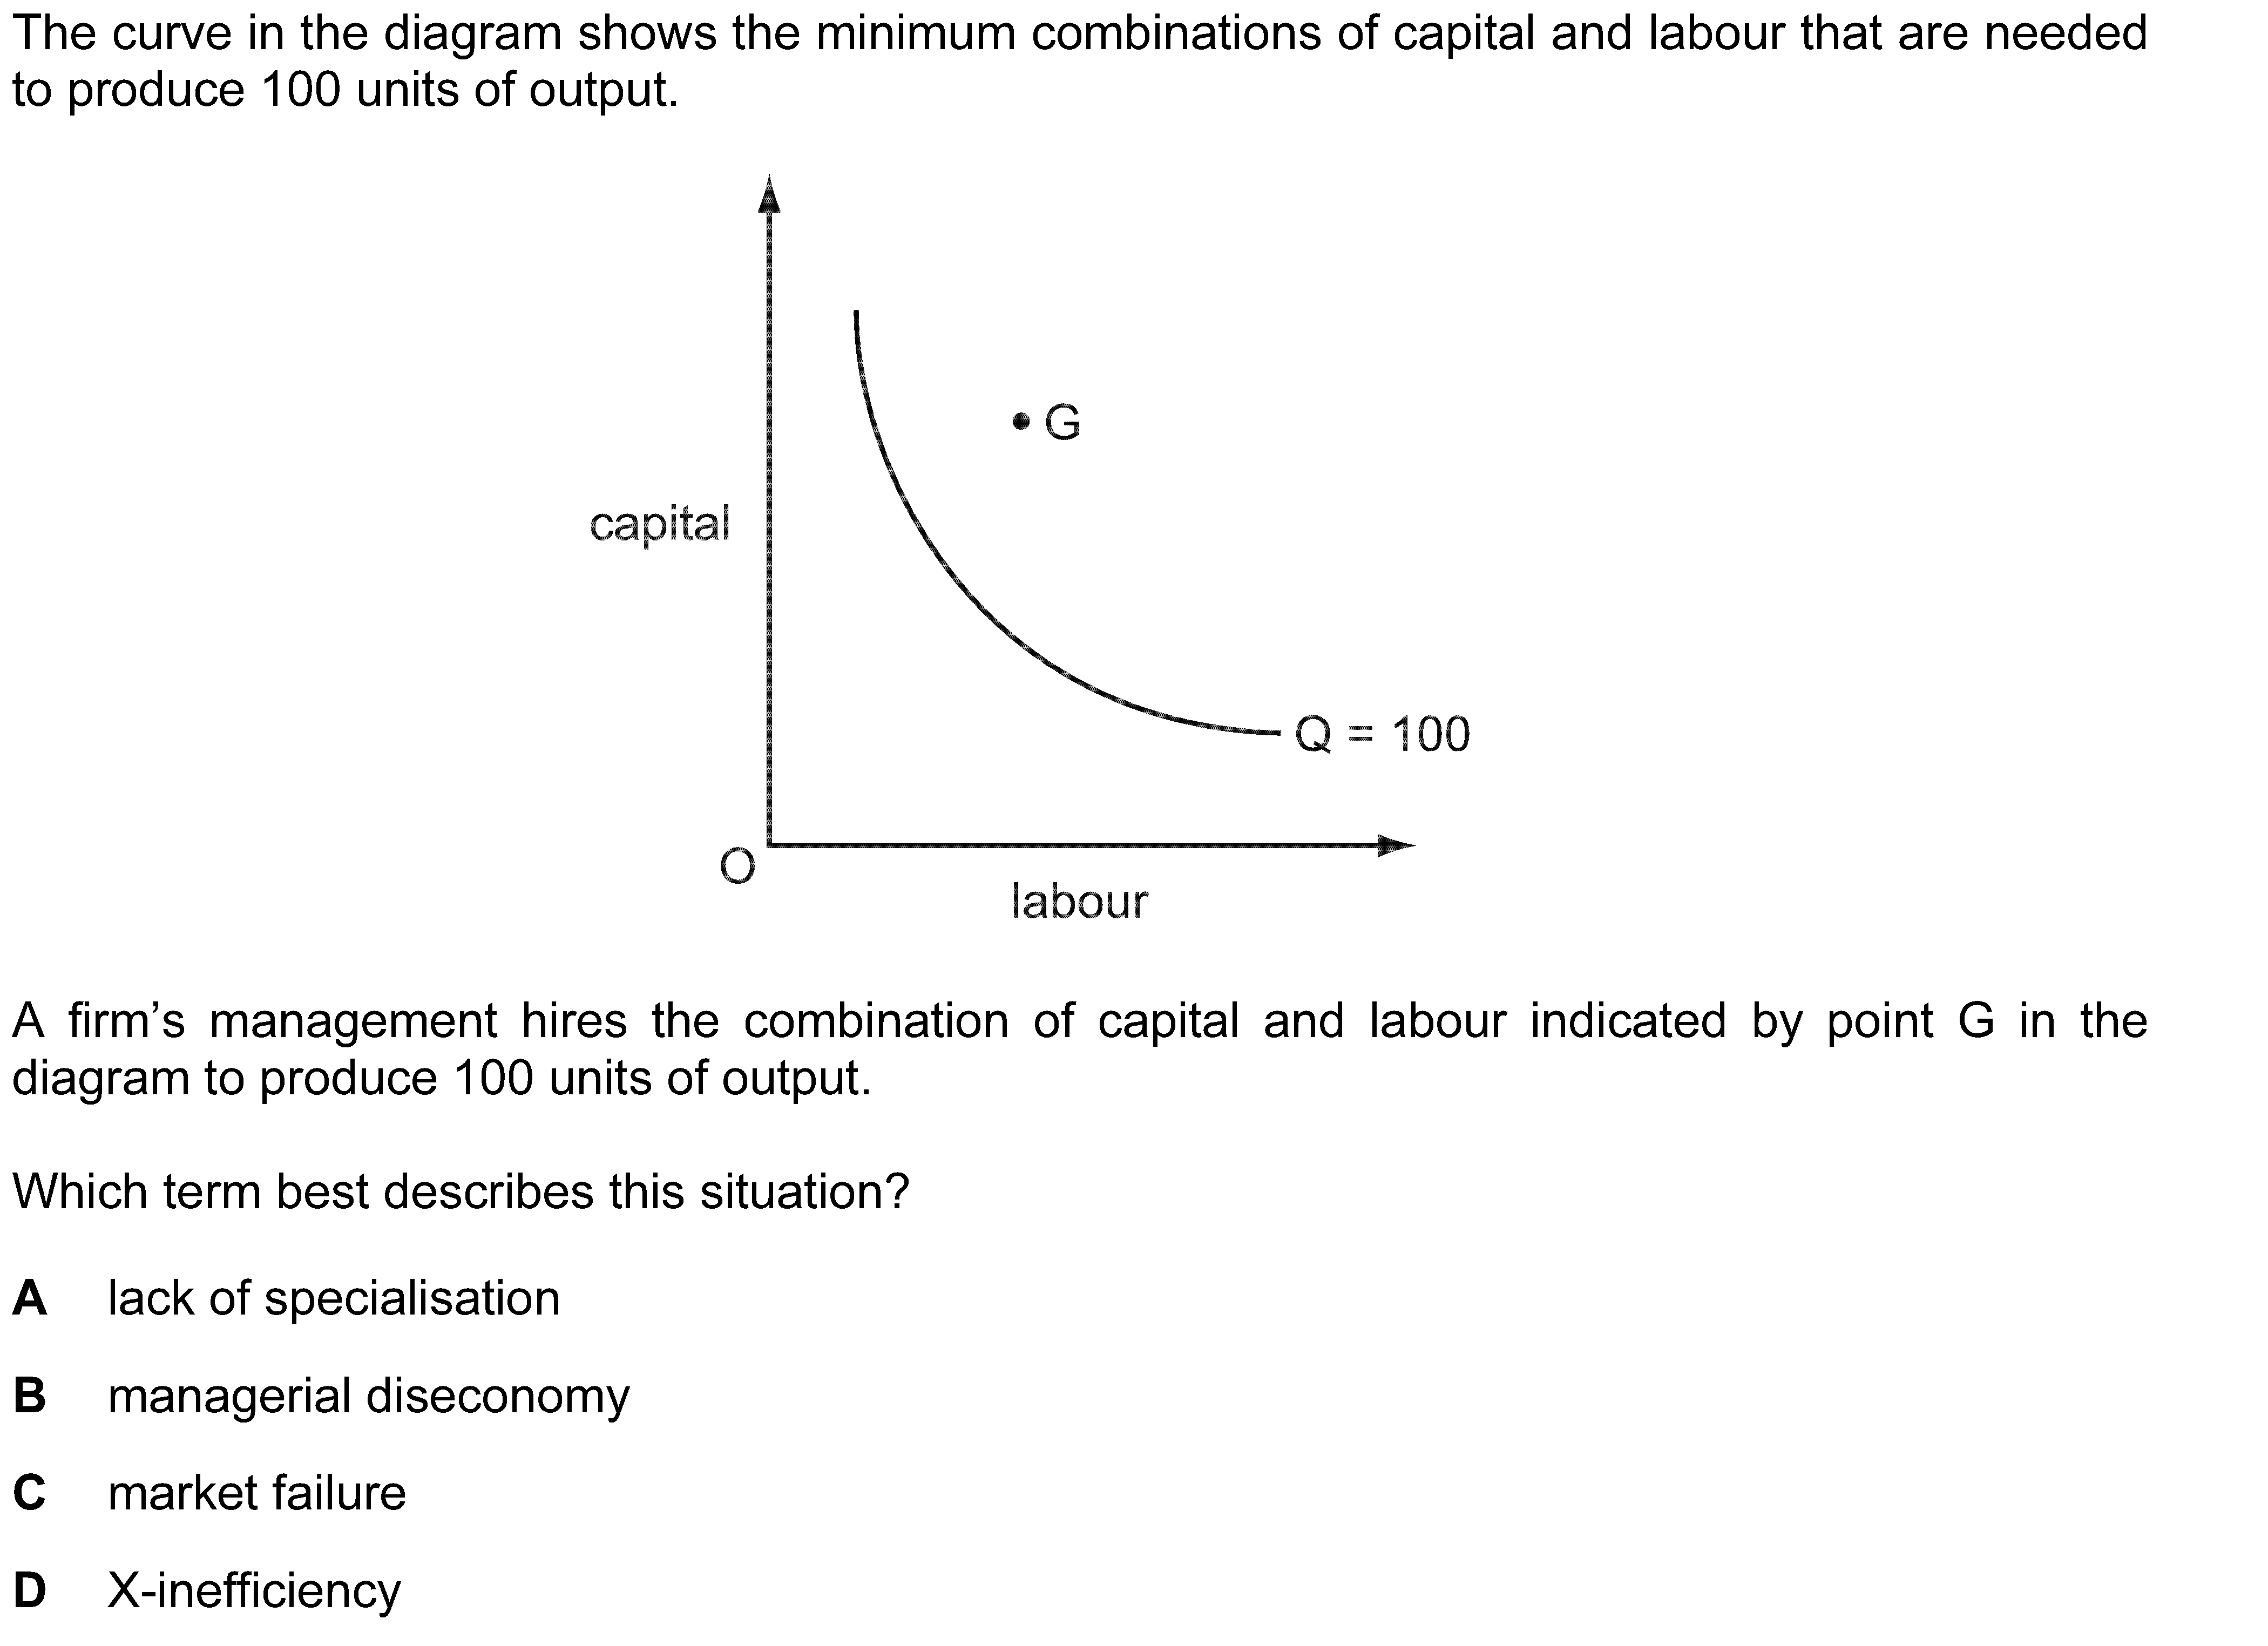 The curve in the diagram shows the minimum combinations of capital and labour that are needed
to produce 100 units of output.
G
capital
Q = 100
O
labour
A firm’s management hires the combination of capital and labour indicated by point G in the
diagram to produce 100 units of output.
Which term best describes this situation?
A lack of specialisation
B managerial diseconomy
C market failure
D X-inefficiency